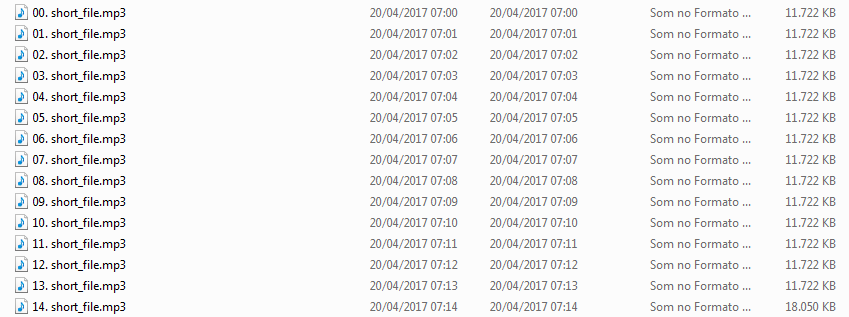 00. short_file.mp3 20/04/2017 07:00 20/04/2017 07:00 Som no Formato ... 11.722 KB
01. short_file.mp3 20/04/2017 07:01 20/04/2017 07:01 Som no Formato ... 11.722 KB
02. short_file.mp3 20/04/2017 07:02 20/04/2017 07:02 Som no Formato ... 11.722 KB
03. short_file.mp3 20/04/2017 07:03 20/04/2017 07:03 Som no Formato ... 11.722 KB
04. short_file.mp3 20/04/2017 07:04 20/04/2017 07:04 Som no Formato ... 11.722 KB
05. short_file.mp3 20/04/2017 07:05 20/04/2017 07:05 Som no Formato ... 11.722 KB
06. short_file.mp3 20/04/2017 07:06 20/04/2017 07:06 Som no Formato ... 11.722 KB
07. short_file.mp3 20/04/2017 07:07 20/04/2017 07:07 Som no Formato ... 11.722 KB
08. short_file.mp3 20/04/2017 07:08 20/04/2017 07:08 Som no Formato ... 11.722 KB
09. short_file.mp3 20/04/2017 07:09 20/04/2017 07:09 Som no Formato ... 11.722 KB
10. short_file.mp3 20/04/2017 07:10 20/04/2017 07:10 Som no Formato ... 11.722 KB
11. short_file.mp3 20/04/2017 07:11 20/04/2017 07:11 Som no Formato ... 11.722 KB
12. short_file.mp3 20/04/2017 07:12 20/04/2017 07:12 Som no Formato ... 11.722 KB
13. short_file.mp3 20/04/2017 07:13 20/04/2017 07:13 Som no Formato ... 11.722 KB
14. short_file.mp3 20/04/2017 07:14 20/04/2017 07:14 Som no Formato ... 18.050 KB